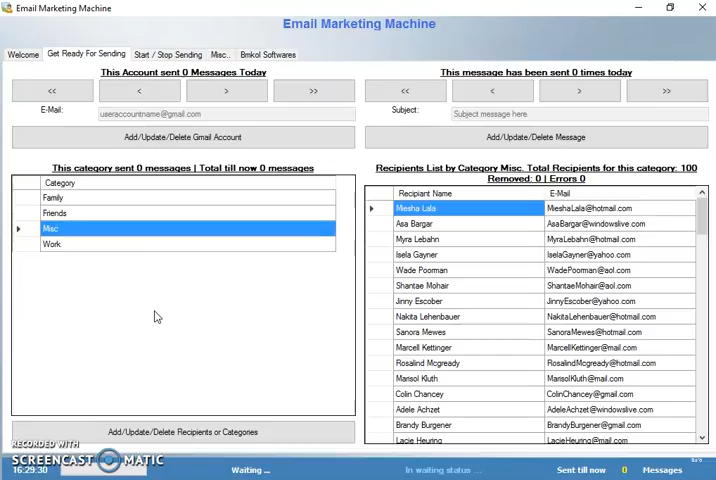 Email Marketing Machine
Email Marketing Machine
Welcome Get Ready For Sending Start / Stop Sending Misc.. Bmkol Softwares
This Account sent 0 Messages Today
<< < > >>
E-Mail: useraccountname@gmail.com
Add/Update/Delete Gmail Account
This message has been sent 0 times today
<< < > >>
Subject: Subject message here.
Add/Update/Delete Message
This category sent 0 messages | Total till now 0 messages
Category
Family
Friends
Misc
Work
Add/Update/Delete Recipients or Categories
Recipients List by Category Misc. Total Recipients for this category: 100
Removed: 0 | Errors 0
Recipiant Name E-Mail
Miesha Lala MieshaLala@hotmail.com
Asa Bargar AsaBargar@windowslive.com
Myra Lebahn MyraLebahn@hotmail.com
Isela Gayner IselaGayner@yahoo.com
Wade Poorman WadePoorman@aol.com
Shantae Mohair ShantaeMohair@aol.com
Jinny Escober JinnyEscober@yahoo.com
Nakita Lehenbauer NakitaLehenbauer@hotmail.com
Sanora Mewes SanoraMewes@hotmail.com
Marcell Kettinger MarcellKettinger@mail.com
Rosalind Mcgready RosalindMcgready@hotmail.com
Marisol Kluth MarisolKluth@mail.com
Colin Chancey ColinChancey@gmail.com
Adele Achzet AdeleAchzet@windowslive.com
Brandy Burgener BrandyBurgener@gmail.com
Lacie Heuring LacieHeuring@mail.com
RECORDED WITH
SCREENCAST MATIC
16:29:30 Waiting ... In waiting status ... Sent till now 0 Messages